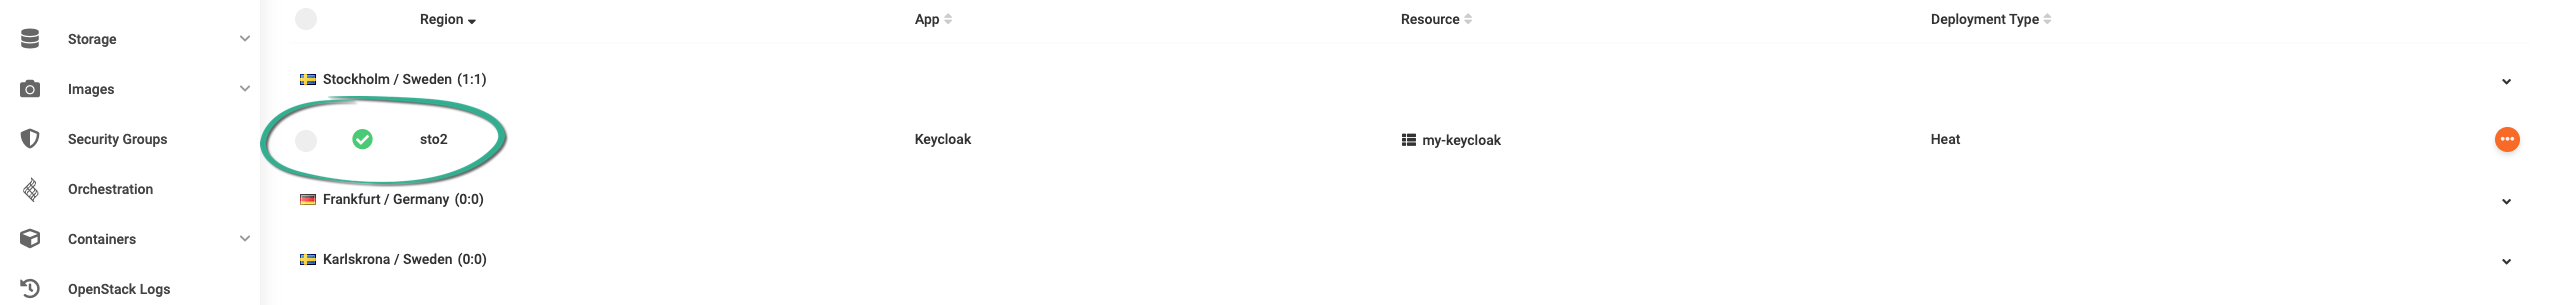 Storage
Images
Security Groups
Orchestration
Containers
OpenStack Logs
Region App Resource Deployment Type
Stockholm / Sweden (1:1)
sto2 Keycloak my-keycloak Heat
Frankfurt / Germany (0:0)
Karlskrona / Sweden (0:0)